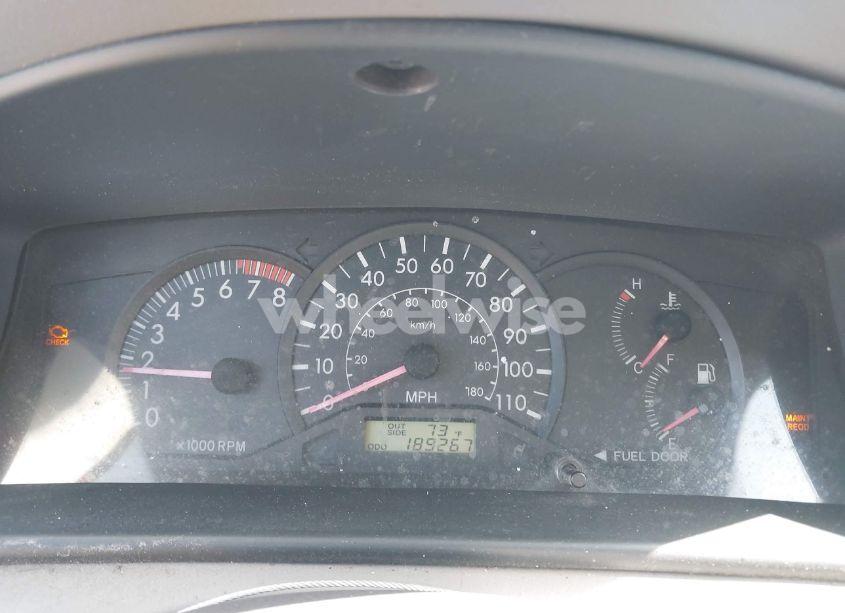 CHECK
0 1 2 3 4 5 6 7 8
×1000 RPM
0 10 20 30 40 50 60 70 80 90 100 110
20 40 60 80 100 120 140 160 180
km/h
MPH
OUT SIDE 73 °F
ODO 189267
H
C
F
E
◄ FUEL DOOR
MAINT
REQD
wheelwise